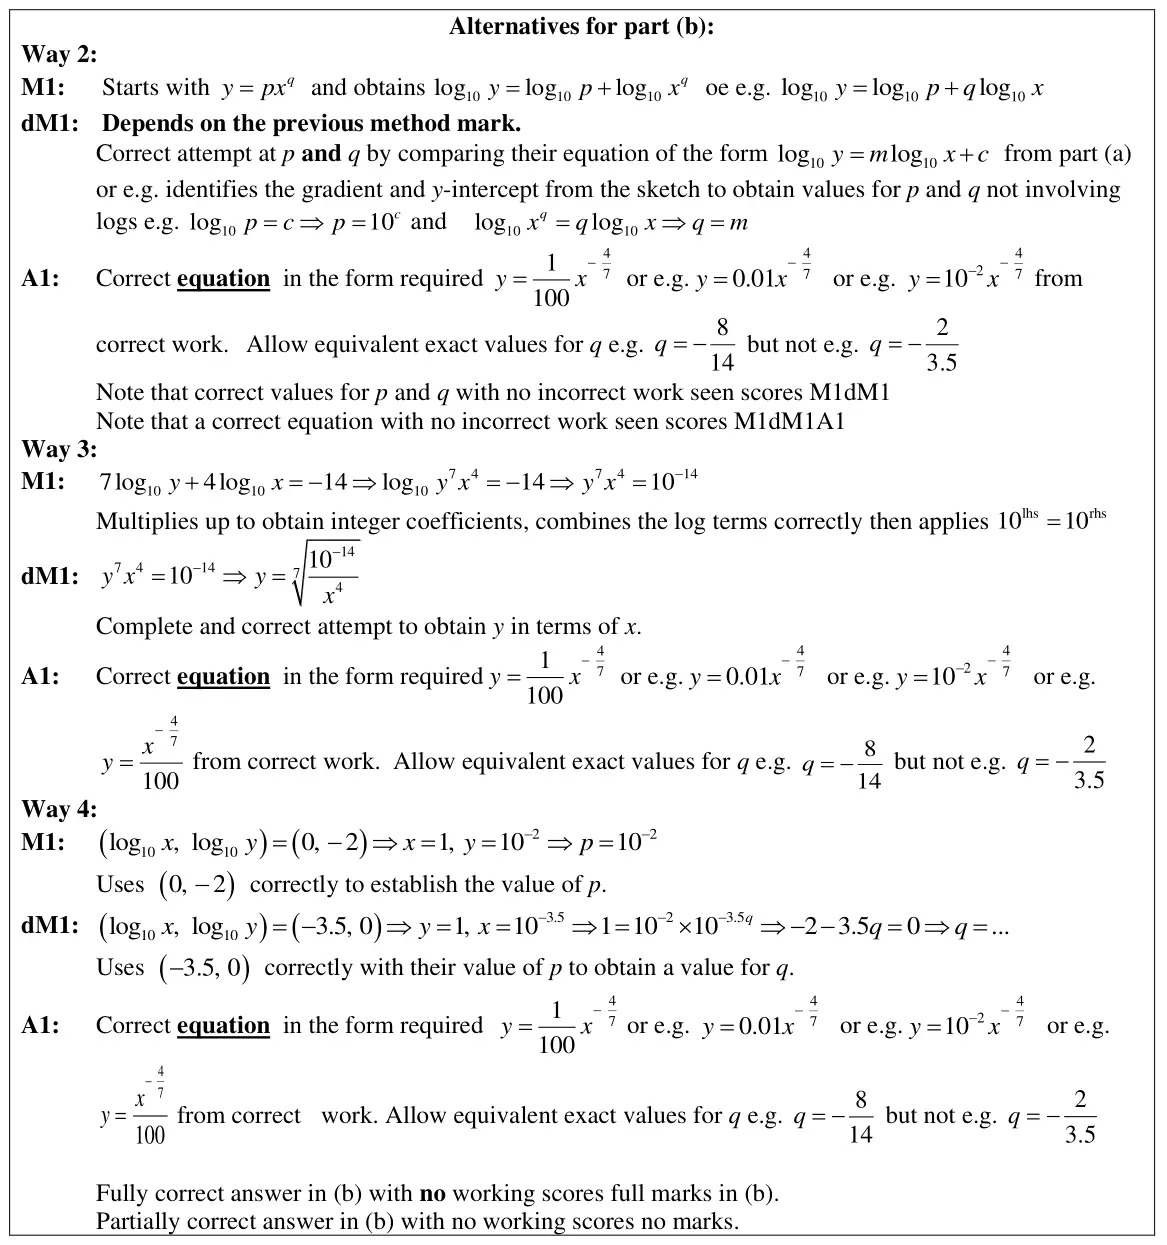 Alternatives for part (b):
Way 2:
M1: Starts with y = px^q and obtains log₁₀ y = log₁₀ p + log₁₀ x^q oe e.g. log₁₀ y = log₁₀ p + q log₁₀ x
dM1: Depends on the previous method mark.
Correct attempt at p and q by comparing their equation of the form log₁₀ y = m log₁₀ x + c from part (a)
or e.g. identifies the gradient and y-intercept from the sketch to obtain values for p and q not involving
logs e.g. log₁₀ p = c ⇒ p = 10^c and log₁₀ x^q = q log₁₀ x ⇒ q = m
A1: Correct equation in the form required y = 1/100 x^(−4/7) or e.g. y = 0.01x^(−4/7) or e.g. y = 10^(−2) x^(−4/7) from
correct work. Allow equivalent exact values for q e.g. q = −8/14 but not e.g. q = −2/3.5
Note that correct values for p and q with no incorrect work seen scores M1dM1
Note that a correct equation with no incorrect work seen scores M1dM1A1
Way 3:
M1: 7 log₁₀ y + 4 log₁₀ x = −14 ⇒ log₁₀ y^7 x^4 = −14 ⇒ y^7 x^4 = 10^(−14)
Multiplies up to obtain integer coefficients, combines the log terms correctly then applies 10^lhs = 10^rhs
dM1: y^7 x^4 = 10^(−14) ⇒ y = ⁷√(10^(−14)/x^4)
Complete and correct attempt to obtain y in terms of x.
A1: Correct equation in the form required y = 1/100 x^(−4/7) or e.g. y = 0.01x^(−4/7) or e.g. y = 10^(−2) x^(−4/7) or e.g.
y = x^(−4/7)/100 from correct work. Allow equivalent exact values for q e.g. q = −8/14 but not e.g. q = −2/3.5
Way 4:
M1: (log₁₀ x, log₁₀ y) = (0, −2) ⇒ x = 1, y = 10^(−2) ⇒ p = 10^(−2)
Uses (0, −2) correctly to establish the value of p.
dM1: (log₁₀ x, log₁₀ y) = (−3.5, 0) ⇒ y = 1, x = 10^(−3.5) ⇒ 1 = 10^(−2) × 10^(−3.5q) ⇒ −2 − 3.5q = 0 ⇒ q = ...
Uses (−3.5, 0) correctly with their value of p to obtain a value for q.
A1: Correct equation in the form required y = 1/100 x^(−4/7) or e.g. y = 0.01x^(−4/7) or e.g. y = 10^(−2) x^(−4/7) or e.g.
y = x^(−4/7)/100 from correct work. Allow equivalent exact values for q e.g. q = −8/14 but not e.g. q = −2/3.5
Fully correct answer in (b) with no working scores full marks in (b).
Partially correct answer in (b) with no working scores no marks.